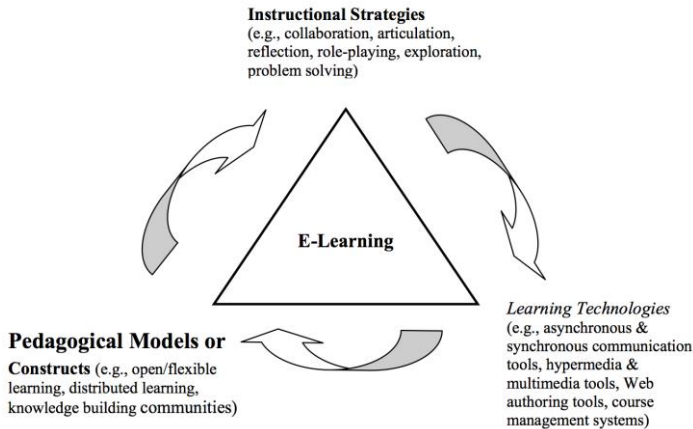 Instructional Strategies
(e.g., collaboration, articulation,
reflection, role-playing, exploration,
problem solving)
E-Learning
Pedagogical Models or
Constructs (e.g., open/flexible
learning, distributed learning,
knowledge building communities)
Learning Technologies
(e.g., asynchronous &
synchronous communication
tools, hypermedia &
multimedia tools, Web
authoring tools, course
management systems)